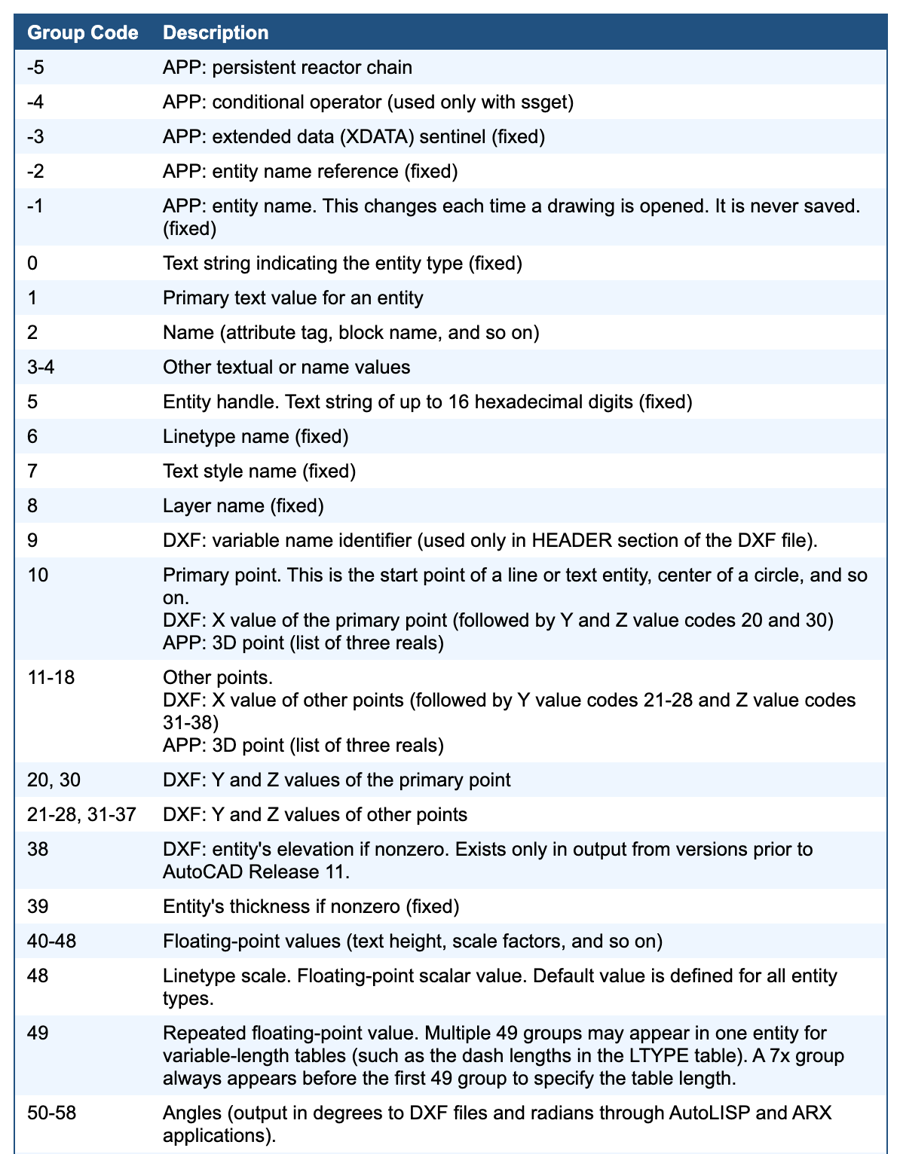 Group Code Description
-5 APP: persistent reactor chain
-4 APP: conditional operator (used only with ssget)
-3 APP: extended data (XDATA) sentinel (fixed)
-2 APP: entity name reference (fixed)
-1 APP: entity name. This changes each time a drawing is opened. It is never saved.
(fixed)
0 Text string indicating the entity type (fixed)
1 Primary text value for an entity
2 Name (attribute tag, block name, and so on)
3-4 Other textual or name values
5 Entity handle. Text string of up to 16 hexadecimal digits (fixed)
6 Linetype name (fixed)
7 Text style name (fixed)
8 Layer name (fixed)
9 DXF: variable name identifier (used only in HEADER section of the DXF file).
10 Primary point. This is the start point of a line or text entity, center of a circle, and so
on.
DXF: X value of the primary point (followed by Y and Z value codes 20 and 30)
APP: 3D point (list of three reals)
11-18 Other points.
DXF: X value of other points (followed by Y value codes 21-28 and Z value codes
31-38)
APP: 3D point (list of three reals)
20, 30 DXF: Y and Z values of the primary point
21-28, 31-37 DXF: Y and Z values of other points
38 DXF: entity's elevation if nonzero. Exists only in output from versions prior to
AutoCAD Release 11.
39 Entity's thickness if nonzero (fixed)
40-48 Floating-point values (text height, scale factors, and so on)
48 Linetype scale. Floating-point scalar value. Default value is defined for all entity
types.
49 Repeated floating-point value. Multiple 49 groups may appear in one entity for
variable-length tables (such as the dash lengths in the LTYPE table). A 7x group
always appears before the first 49 group to specify the table length.
50-58 Angles (output in degrees to DXF files and radians through AutoLISP and ARX
applications).